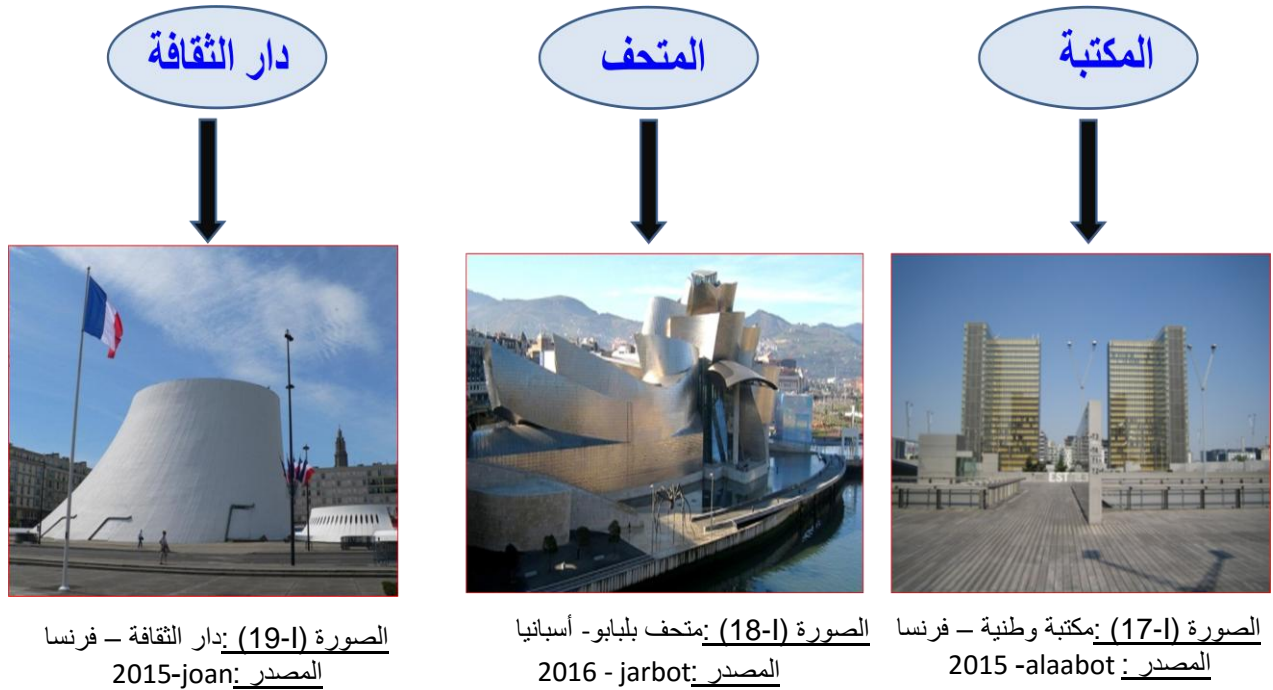 المكتبة
المتحف
دار الثقافة
EST
الصورة (I-17) :مكتبة وطنية – فرنسا
المصدر : alaabot- 2015
الصورة (I-18) :متحف بلبابو- أسبانيا
المصدر :jarbot - 2016
الصورة (I-19) :دار الثقافة – فرنسا
المصدر :joan-2015